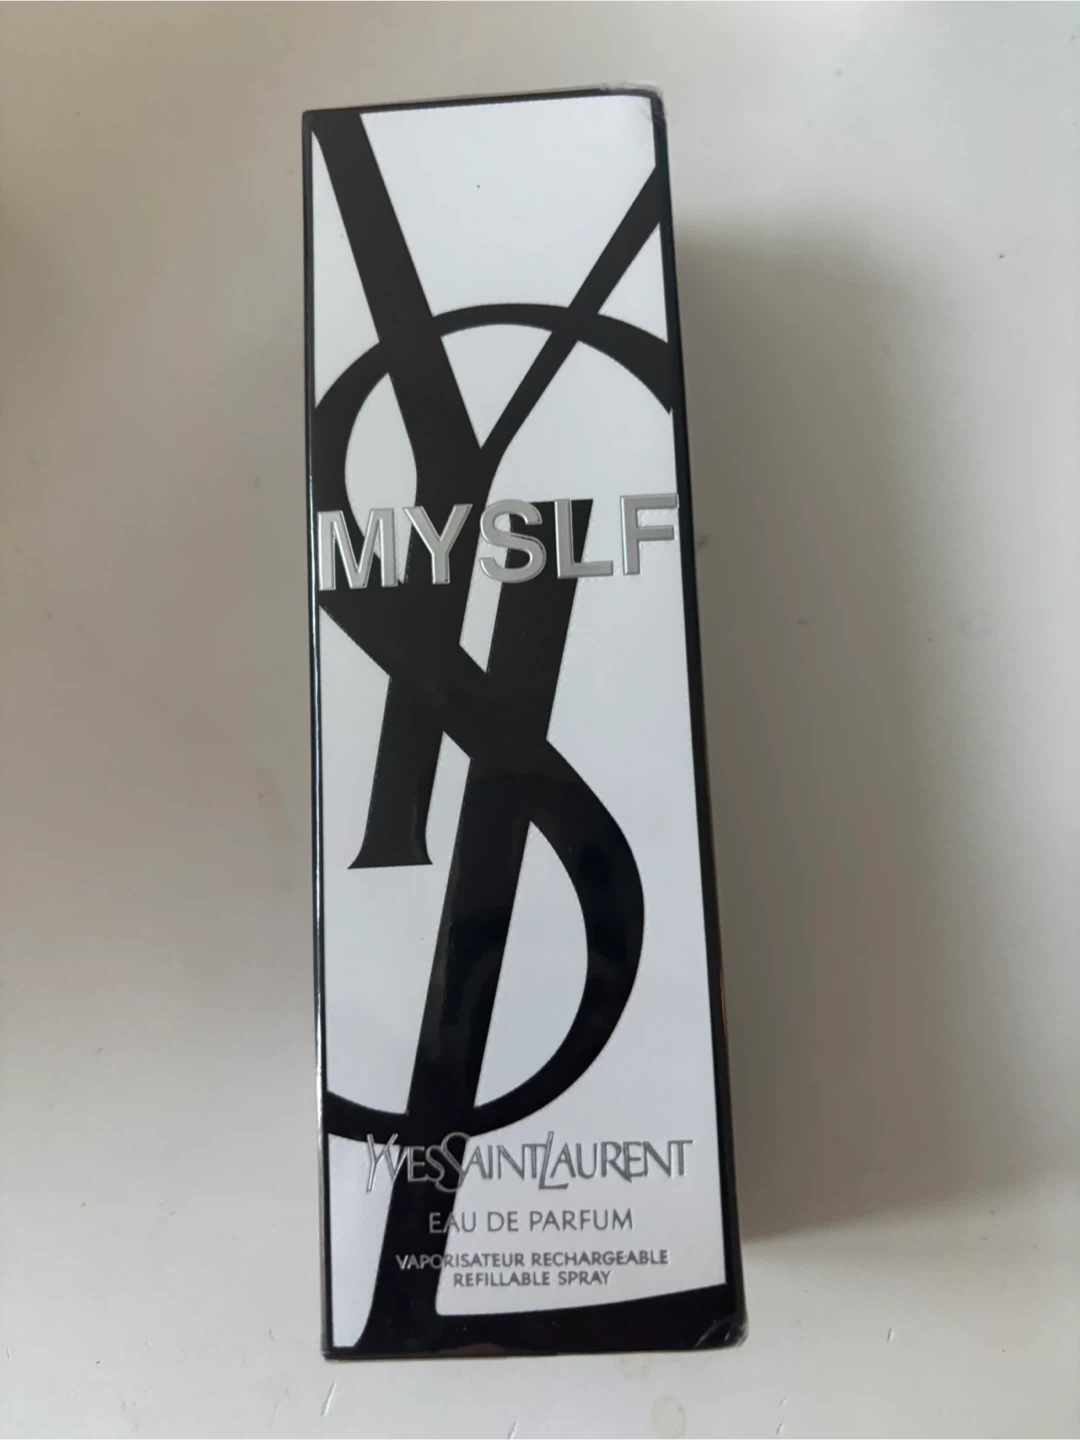 MYSLF
YVESSAINTLAURENT
EAU DE PARFUM
VAPORISATEUR RECHARGEABLE
REFILLABLE SPRAY